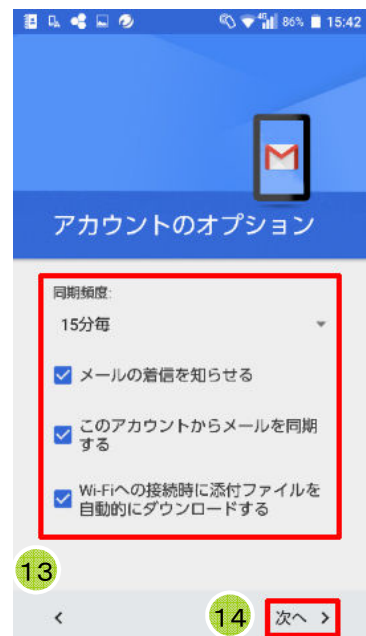 86% 15:42
アカウントのオプション
同期頻度:
15分毎
メールの着信を知らせる
このアカウントからメールを同期
する
Wi-Fiへの接続時に添付ファイルを
自動的にダウンロードする
13
14 次へ